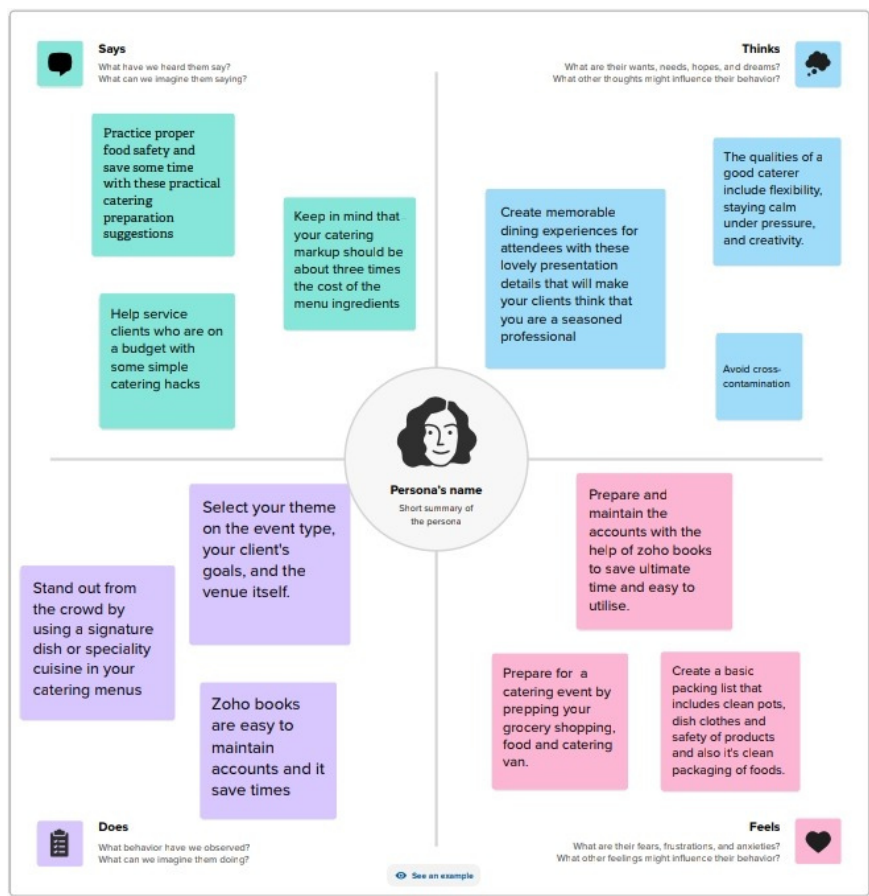 Says
What have we heard them say?
What can we imagine them saying?
Practice proper
food safety and
save some time
with these practical
catering
preparation
suggestions
Keep in mind that
your catering
markup should be
about three times
the cost of the
menu ingredients
Help service
clients who are on
a budget with
some simple
catering hacks
Thinks
What are their wants, needs, hopes, and dreams?
What other thoughts might influence their behavior?
Create memorable
dining experiences for
attendees with these
lovely presentation
details that will make
your clients think that
you are a seasoned
professional
The qualities of a
good caterer
include flexibility,
staying calm
under pressure,
and creativity.
Avoid cross-
contamination
Persona's name
Short summary of
the persona
Select your theme
on the event type,
your client's
goals, and the
venue itself.
Stand out from
the crowd by
using a signature
dish or speciality
cuisine in your
catering menus
Zoho books
are easy to
maintain
accounts and it
save times
Does
What behavior have we observed?
What can we imagine them doing?
Prepare and
maintain the
accounts with the
help of zoho books
to save ultimate
time and easy to
utilise.
Prepare for a
catering event by
prepping your
grocery shopping,
food and catering
van.
Create a basic
packing list that
includes clean pots,
dish clothes and
safety of products
and also it's clean
packaging of foods.
Feels
What are their fears, frustrations, and anxieties?
What other feelings might influence their behavior?
See an example